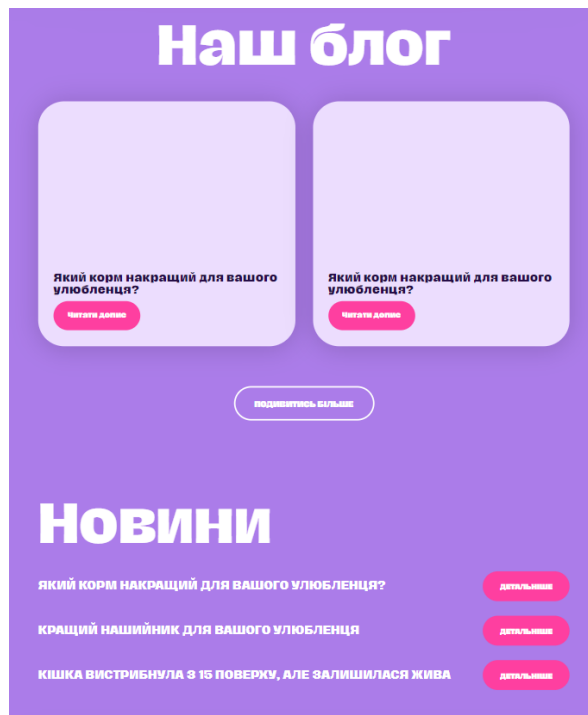 Наш блог
Який корм накращий для вашого
улюбленця?
Читати допис
Який корм накращий для вашого
улюбленця?
Читати допис
ПОДИВИТИСЬ БІЛЬШЕ
Новини
ЯКИЙ КОРМ НАКРАЩИЙ ДЛЯ ВАШОГО УЛЮБЛЕНЦЯ?
ДЕТАЛЬНІШЕ
КРАЩИЙ НАШИЙНИК ДЛЯ ВАШОГО УЛЮБЛЕНЦЯ
ДЕТАЛЬНІШЕ
КІШКА ВИСТРИБНУЛА З 15 ПОВЕРХУ, АЛЕ ЗАЛИШИЛАСЯ ЖИВА
ДЕТАЛЬНІШЕ